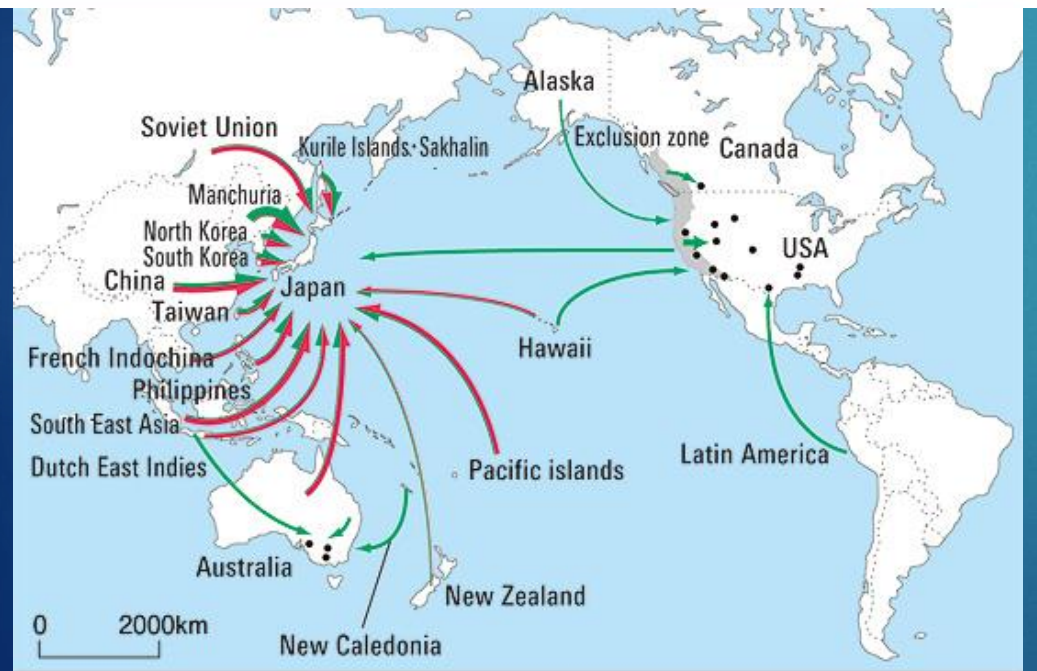 Alaska
Soviet Union
Exclusion zone
Kurile Islands·Sakhalin
Canada
Manchuria
North Korea
South Korea
USA
China
Japan
Taiwan
Hawaii
French Indochina
Philippines
South East Asia
Latin America
Dutch East Indies
Pacific islands
Australia
New Zealand
0 2000km
New Caledonia